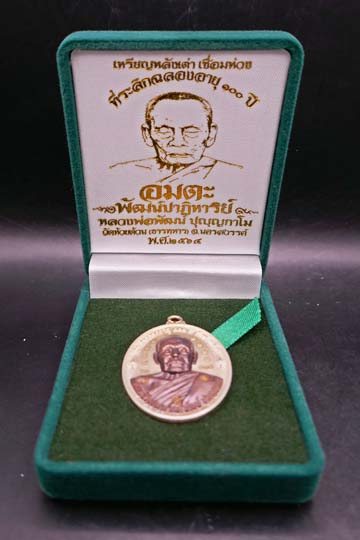 เหรียญหลังเต่า เชื่อมห่วง
ที่ระลึกฉลองอายุ ๑๐๐ ปี
อมตะ
พัฒน์ปาฏิหารย์
หลวงพ่อพัฒน์ ปุญญกาโม
วัดห้วยด้วน (ธารทหาร) จ.นครสวรรค์
พ.ศ.๒๕๖๔